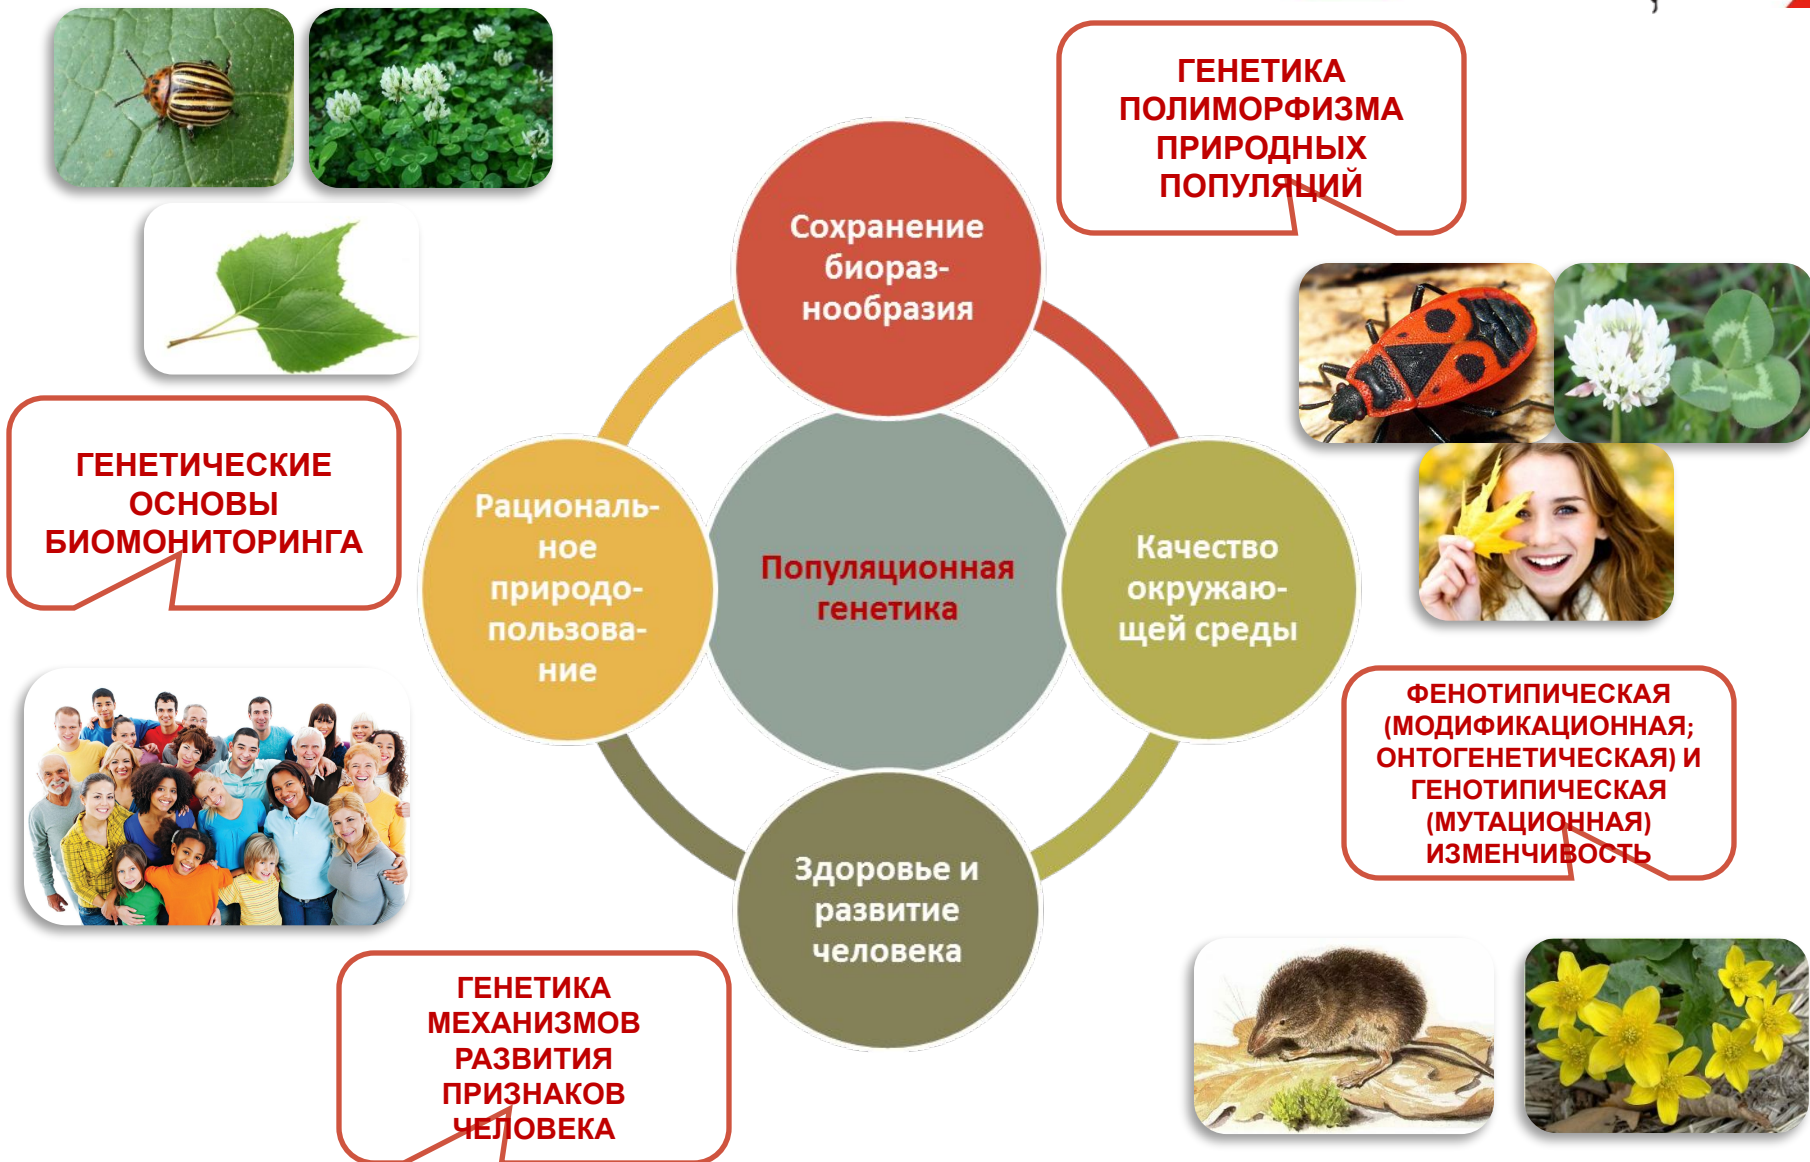 ГЕНЕТИКА
ПОЛИМОРФИЗМА
ПРИРОДНЫХ
ПОПУЛЯЦИЙ
Сохранение
биораз-
нообразия
ГЕНЕТИЧЕСКИЕ
ОСНОВЫ
БИОМОНИТОРИНГА
Рациональ-
ное
природо-
пользова-
ние
Популяционная
генетика
Качество
окружаю-
щей среды
ФЕНОТИПИЧЕСКАЯ
(МОДИФИКАЦИОННАЯ;
ОНТОГЕНЕТИЧЕСКАЯ) И
ГЕНОТИПИЧЕСКАЯ
(МУТАЦИОННАЯ)
ИЗМЕНЧИВОСТЬ
Здоровье и
развитие
человека
ГЕНЕТИКА
МЕХАНИЗМОВ
РАЗВИТИЯ
ПРИЗНАКОВ
ЧЕЛОВЕКА